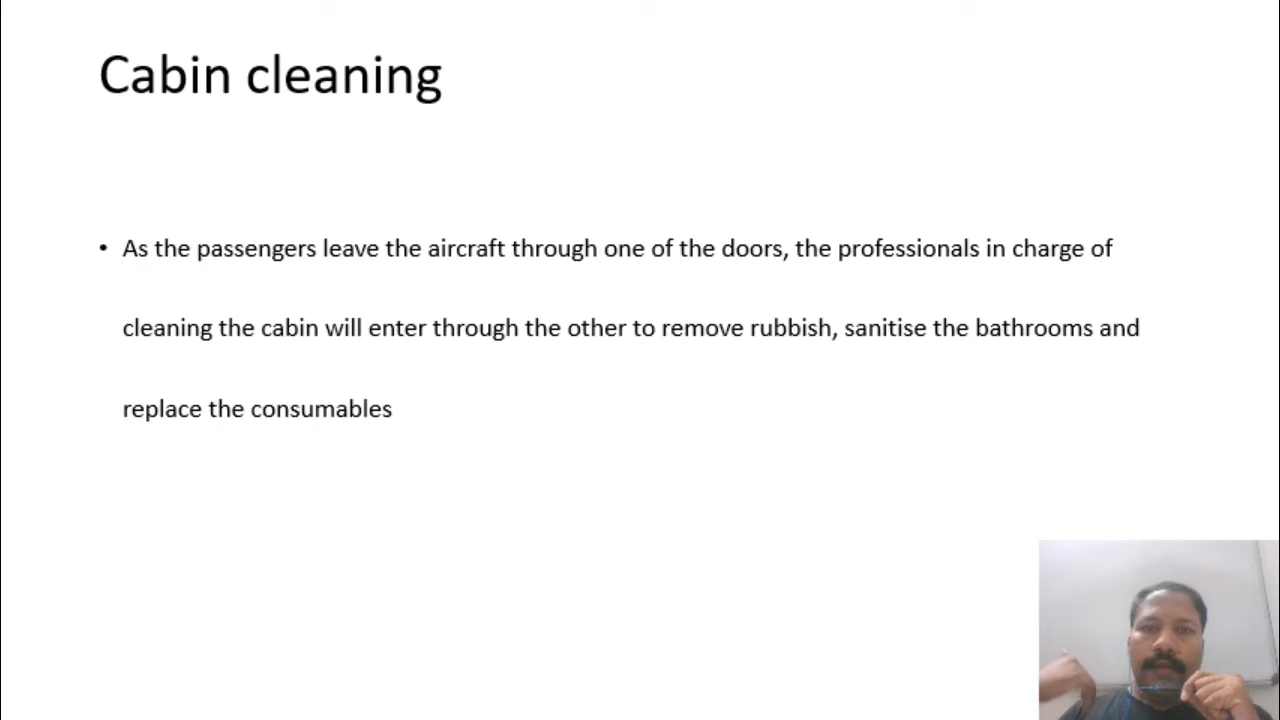 Cabin cleaning
• As the passengers leave the aircraft through one of the doors, the professionals in charge of
cleaning the cabin will enter through the other to remove rubbish, sanitise the bathrooms and
replace the consumables